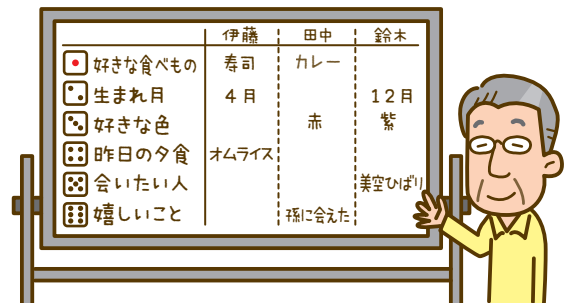 伊藤 田中 鈴木
好きな食べもの 寿司 カレー
生まれ月 4月 12月
好きな色 赤 紫
昨日の夕食 オムライス
会いたい人 美空ひばり
嬉しいこと 孫に会えた